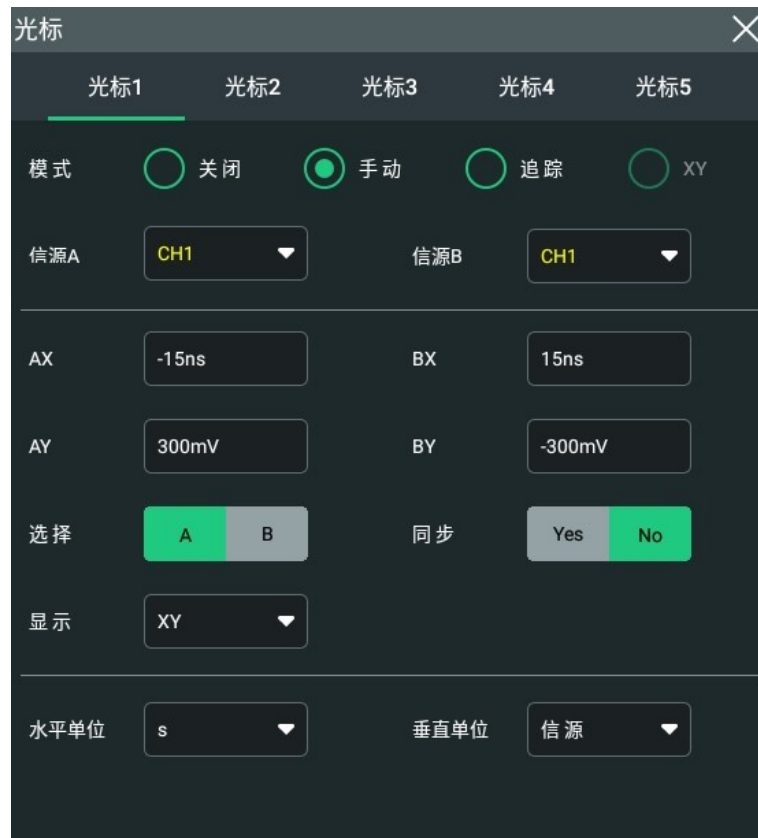 光标
光标1 光标2 光标3 光标4 光标5
模式 关闭 手动 追踪 XY
信源A CH1 信源B CH1
AX -15ns BX 15ns
AY 300mV BY -300mV
选择 A B 同步 Yes No
显示 XY
水平单位 s 垂直单位 信源